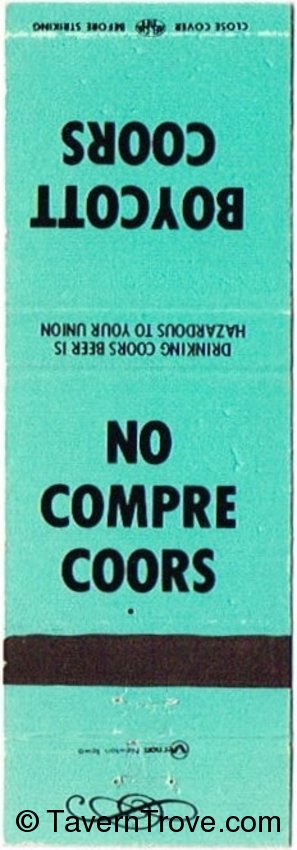 CLOSE COVER BEFORE STRIKING
BOYCOTT
COORS
DRINKING COORS BEER IS
HAZARDOUS TO YOUR UNION
NO
COMPRE
COORS
Vernon Newton Iowa
© TavernTrove.com